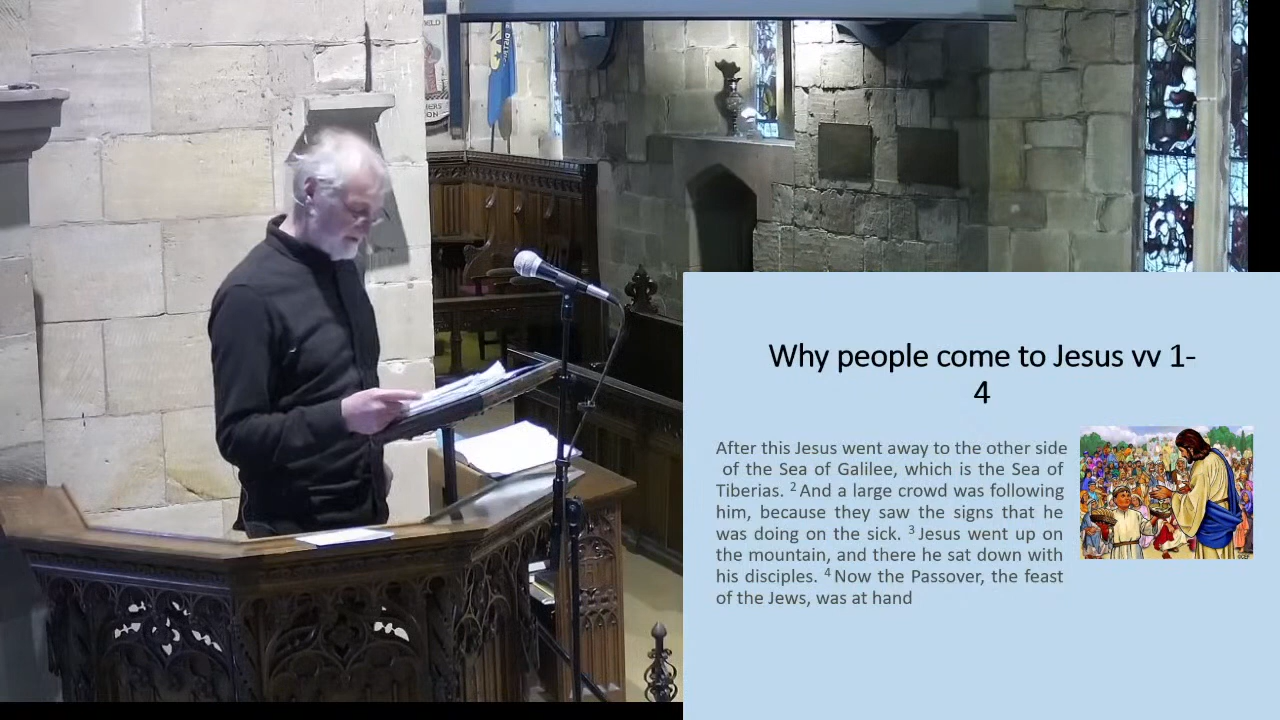 Why people come to Jesus vv 1-
4
After this Jesus went away to the other side
of the Sea of Galilee, which is the Sea of
Tiberias. ² And a large crowd was following
him, because they saw the signs that he
was doing on the sick. ³ Jesus went up on
the mountain, and there he sat down with
his disciples. ⁴ Now the Passover, the feast
of the Jews, was at hand